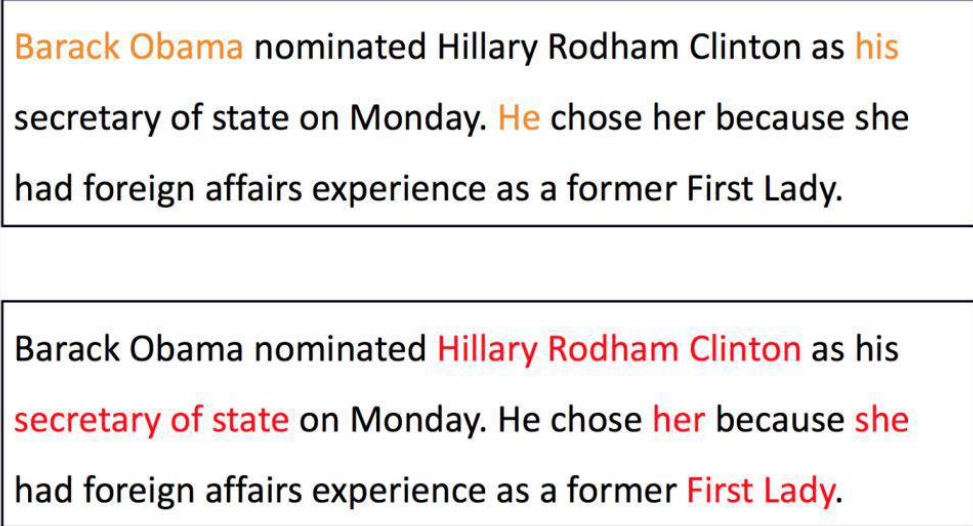 Barack Obama nominated Hillary Rodham Clinton as his
secretary of state on Monday. He chose her because she
had foreign affairs experience as a former First Lady.
Barack Obama nominated Hillary Rodham Clinton as his
secretary of state on Monday. He chose her because she
had foreign affairs experience as a former First Lady.